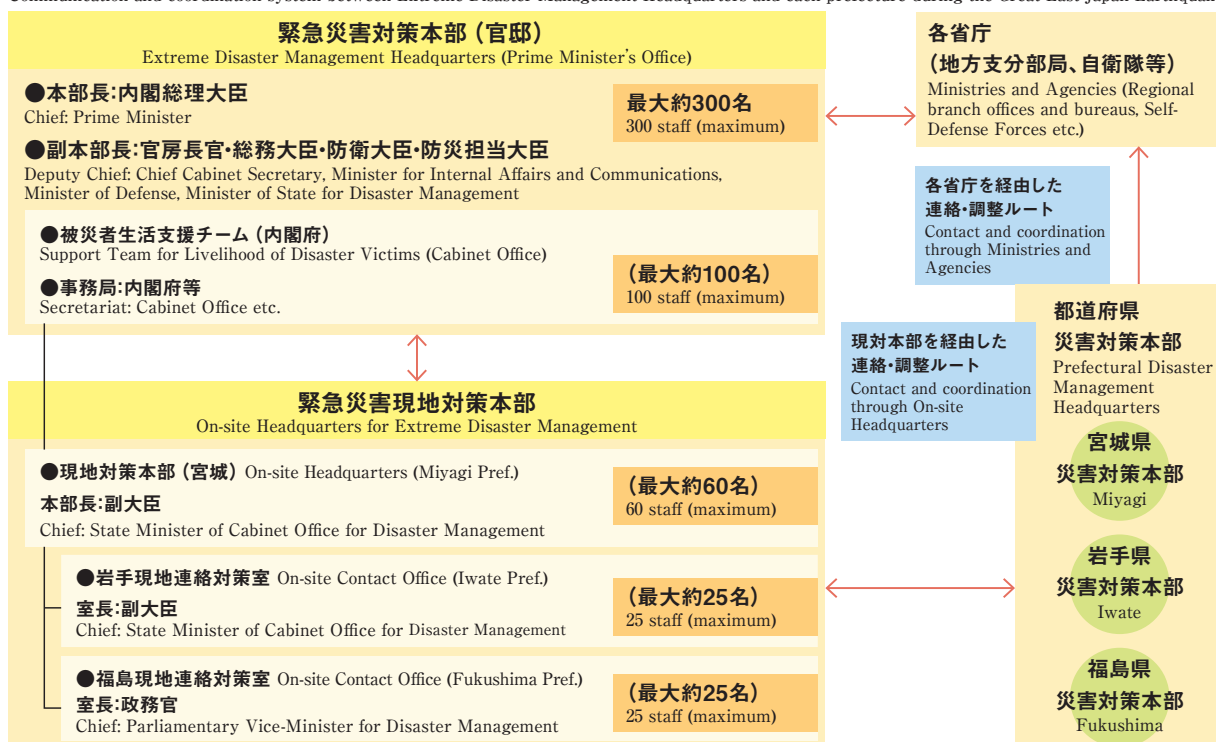 Communication and coordination system between Extreme Disaster Management Headquarters and each prefecture during the Great East Japan Earthquake
緊急災害対策本部（官邸）
Extreme Disaster Management Headquarters (Prime Minister's Office)
●本部長:内閣総理大臣
Chief: Prime Minister
最大約300名
300 staff (maximum)
●副本部長:官房長官・総務大臣・防衛大臣・防災担当大臣
Deputy Chief: Chief Cabinet Secretary, Minister for Internal Affairs and Communications,
Minister of Defense, Minister of State for Disaster Management
●被災者生活支援チーム（内閣府）
Support Team for Livelihood of Disaster Victims (Cabinet Office)
●事務局:内閣府等
Secretariat: Cabinet Office etc.
（最大約100名）
100 staff (maximum)
各省庁
（地方支分部局、自衛隊等）
Ministries and Agencies (Regional
branch offices and bureaus, Self-
Defense Forces etc.)
各省庁を経由した
連絡・調整ルート
Contact and coordination
through Ministries and
Agencies
現対本部を経由した
連絡・調整ルート
Contact and coordination
through On-site
Headquarters
緊急災害現地対策本部
On-site Headquarters for Extreme Disaster Management
●現地対策本部（宮城） On-site Headquarters (Miyagi Pref.)
本部長:副大臣
Chief: State Minister of Cabinet Office for Disaster Management
（最大約60名）
60 staff (maximum)
●岩手現地連絡対策室 On-site Contact Office (Iwate Pref.)
室長:副大臣
Chief: State Minister of Cabinet Office for Disaster Management
（最大約25名）
25 staff (maximum)
●福島現地連絡対策室 On-site Contact Office (Fukushima Pref.)
室長:政務官
Chief: Parliamentary Vice-Minister for Disaster Management
（最大約25名）
25 staff (maximum)
都道府県
災害対策本部
Prefectural Disaster
Management
Headquarters
宮城県
災害対策本部
Miyagi
岩手県
災害対策本部
Iwate
福島県
災害対策本部
Fukushima